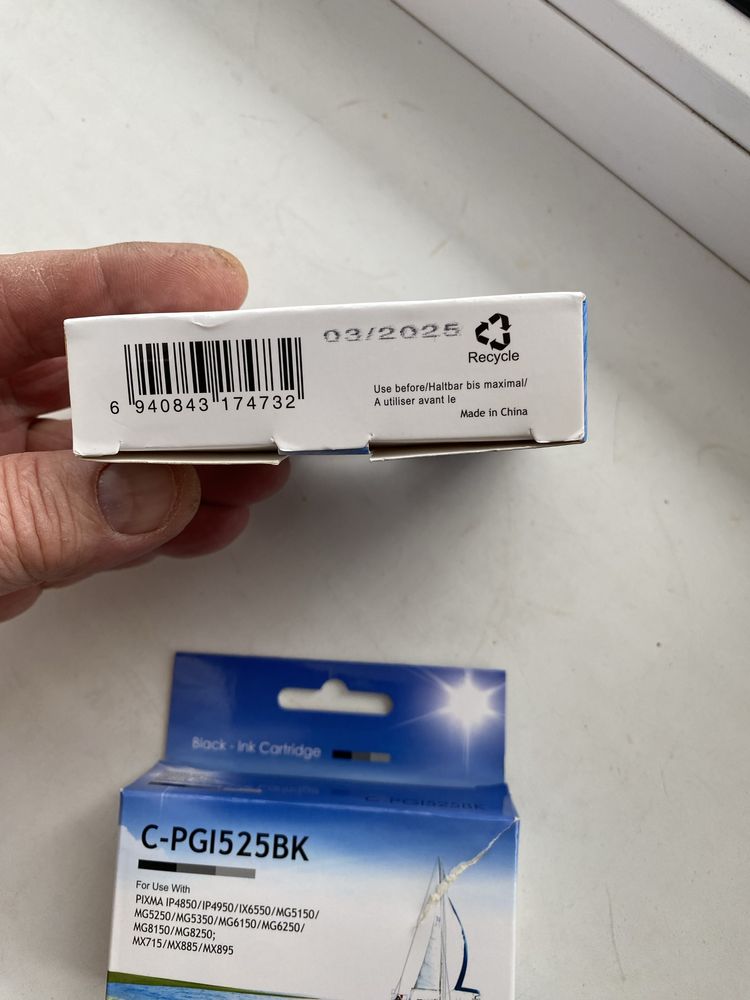 03/2025
Recycle
6 940843 174732
Use before/Haltbar bis maximal/
A utiliser avant le
Made in China
Black - Ink Cartridge
C-PGI525BK
C-PGI525BK
For Use With
PIXMA IP4850/IP4950/IX6550/MG5150/
MG5250/MG5350/MG6150/MG6250/
MG8150/MG8250;
MX715/MX885/MX895